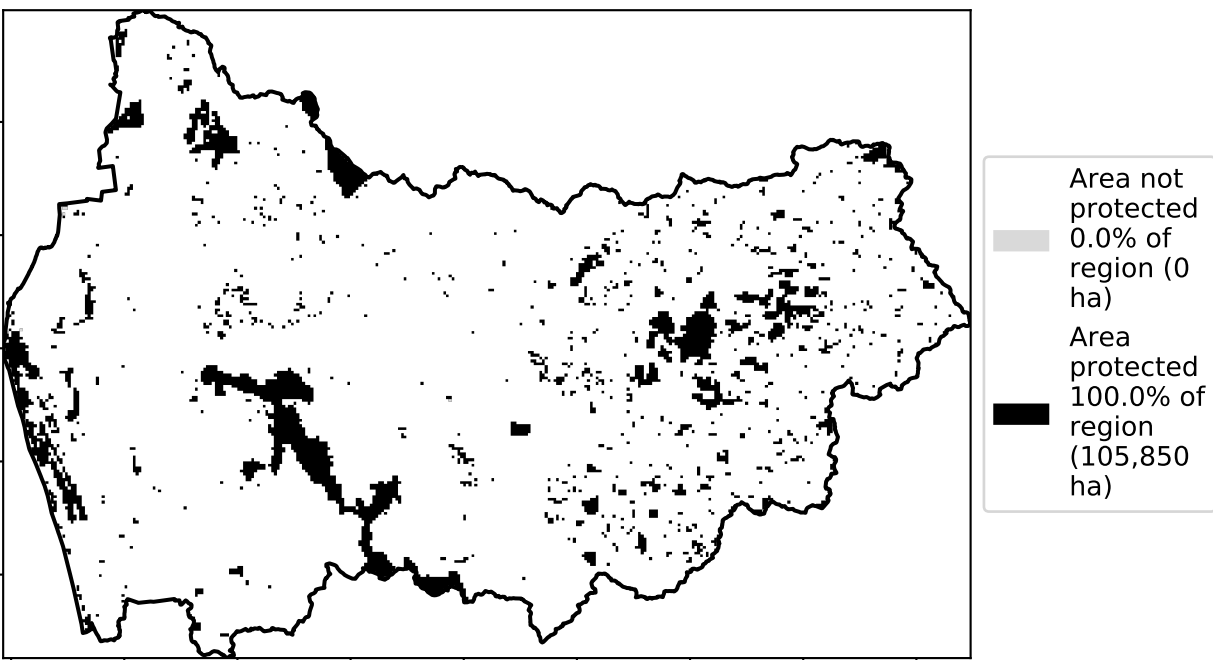 Area not
protected
0.0% of
region (0
ha)
Area
protected
100.0% of
region
(105,850
ha)